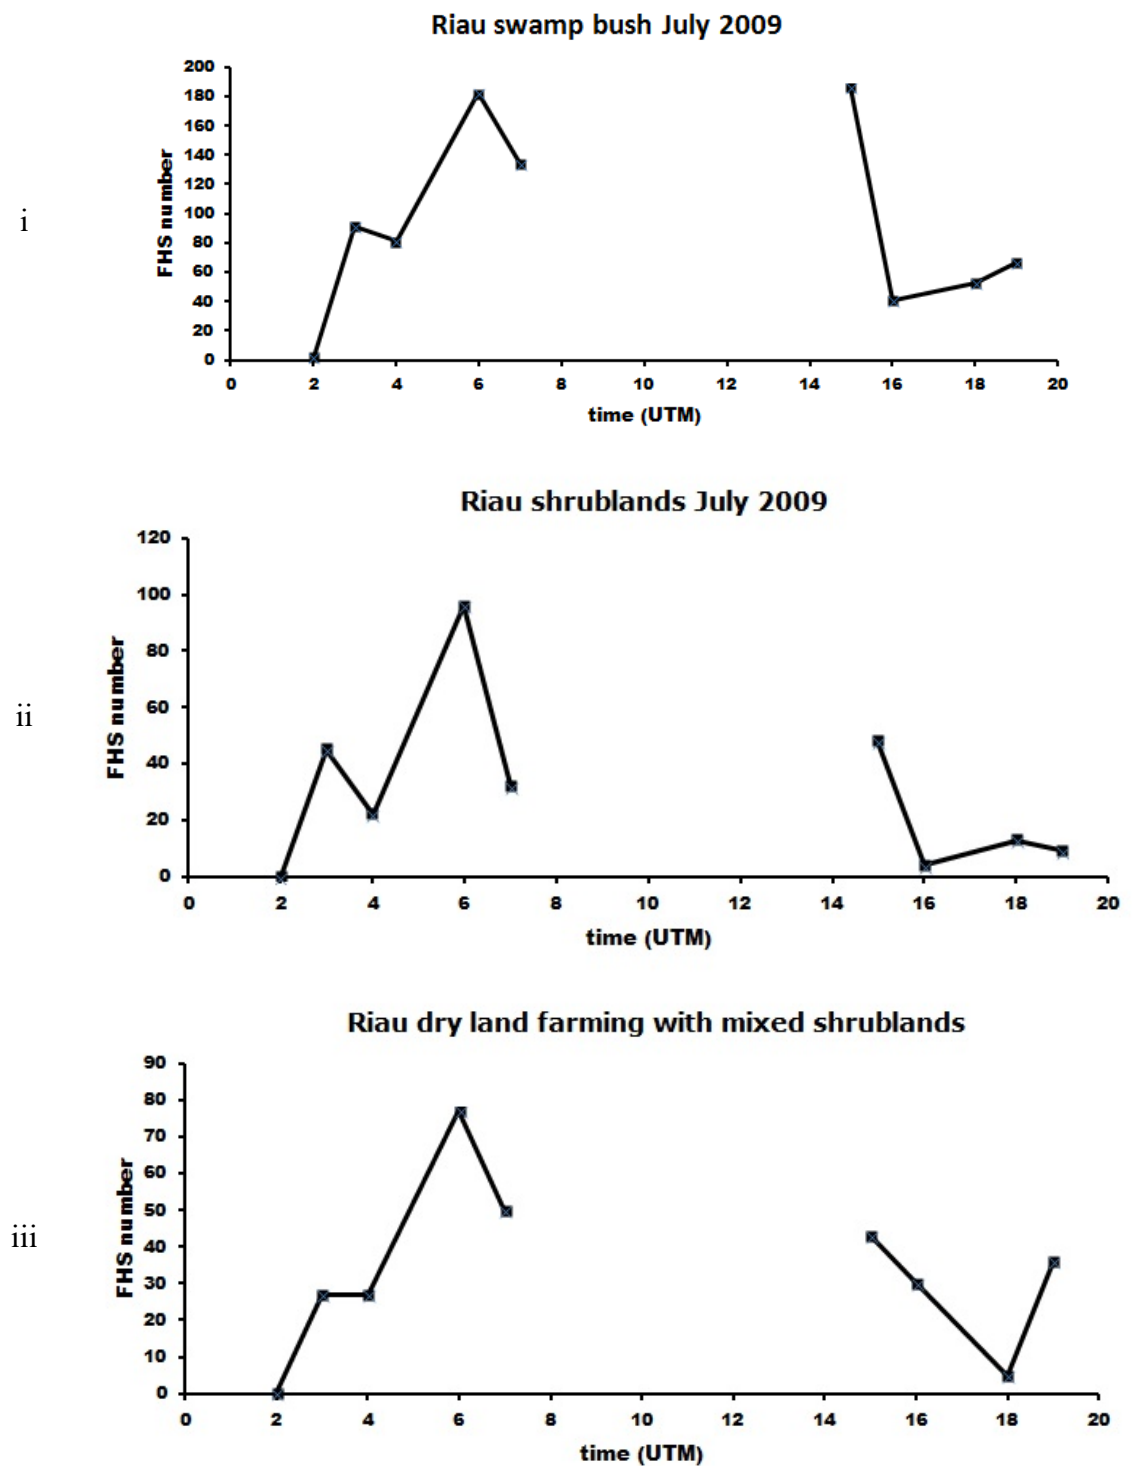 Riau swamp bush July 2009
i
FHS number
200
180
160
140
120
100
80
60
40
20
0
0 2 4 6 8 10 12 14 16 18 20
time (UTM)
Riau shrublands July 2009
ii
FHS number
120
100
80
60
40
20
0
0 2 4 6 8 10 12 14 16 18 20
time (UTM)
Riau dry land farming with mixed shrublands
iii
FHS number
90
80
70
60
50
40
30
20
10
0
0 2 4 6 8 10 12 14 16 18 20
time (UTM)